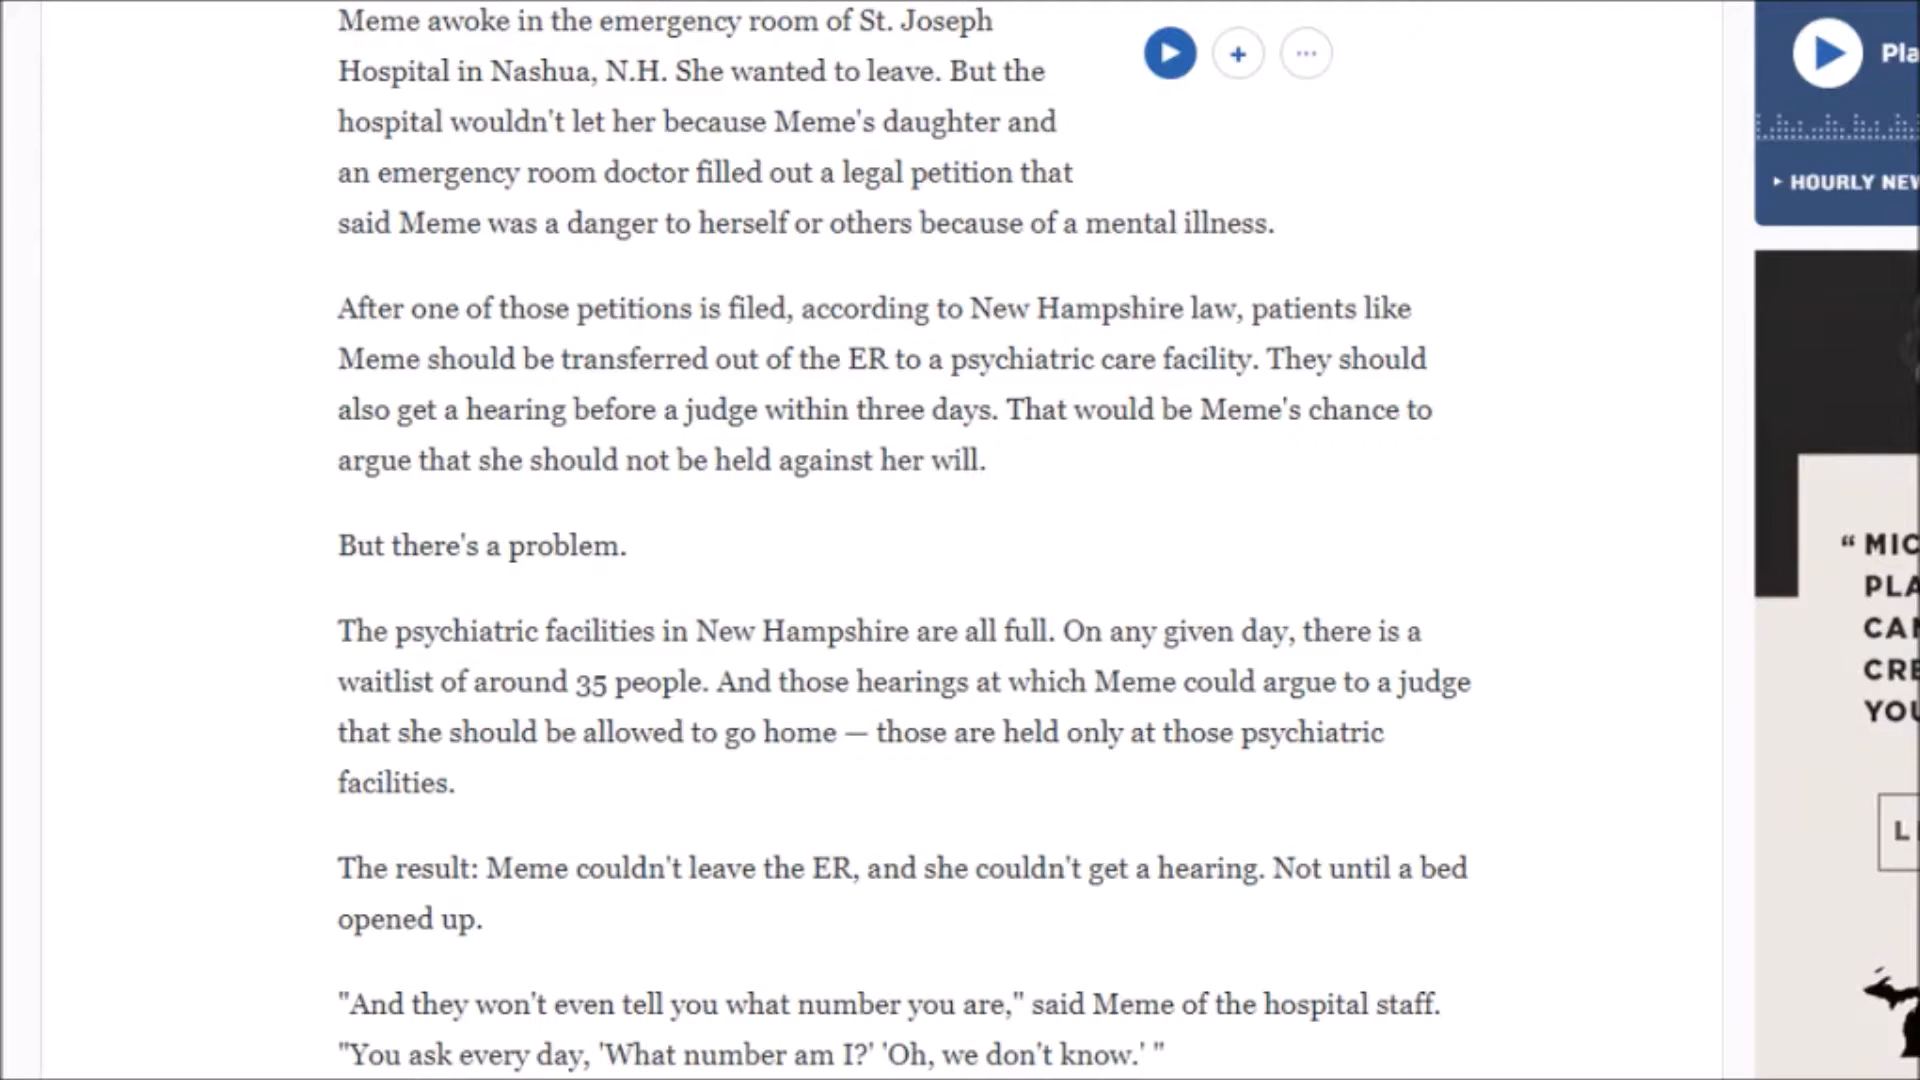 Meme awoke in the emergency room of St. Joseph
Hospital in Nashua, N.H. She wanted to leave. But the
hospital wouldn't let her because Meme's daughter and
an emergency room doctor filled out a legal petition that
said Meme was a danger to herself or others because of a mental illness.
After one of those petitions is filed, according to New Hampshire law, patients like
Meme should be transferred out of the ER to a psychiatric care facility. They should
also get a hearing before a judge within three days. That would be Meme's chance to
argue that she should not be held against her will.
But there's a problem.
The psychiatric facilities in New Hampshire are all full. On any given day, there is a
waitlist of around 35 people. And those hearings at which Meme could argue to a judge
that she should be allowed to go home — those are held only at those psychiatric
facilities.
The result: Meme couldn't leave the ER, and she couldn't get a hearing. Not until a bed
opened up.
"And they won't even tell you what number you are," said Meme of the hospital staff.
"You ask every day, 'What number am I?' 'Oh, we don't know.' "
Pla
HOURLY NEW
“ MIC
PLA
CAN
CRE
YOU
L